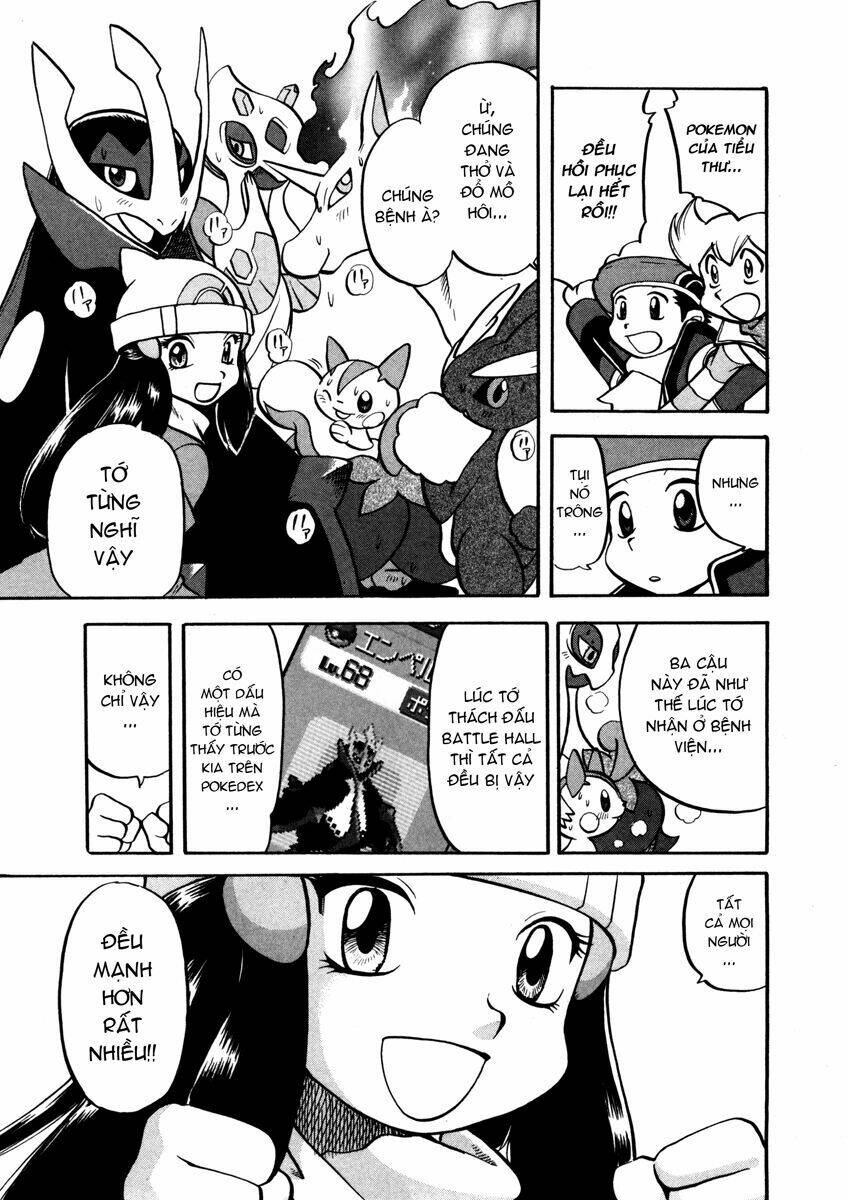 POKEMON
CỦA TIỂU
THƯ...
ĐỀU
HỒI PHỤC
LẠI HẾT
RỒI!!
NHƯNG
...
TỤI
NÓ
TRÔNG
...
Ừ,
CHÚNG
ĐANG
THỞ VÀ
ĐỔ MỒ
HÔI...
CHÚNG
BỆNH À?
TỚ
TỪNG
NGHĨ
VẬY
BA CẬU
NÀY ĐÃ NHƯ
THẾ LÚC TỚ
NHẬN Ở BỆNH
VIỆN...
LÚC TỚ
THÁCH ĐẤU
BATTLE HALL
THÌ TẤT CẢ
ĐỀU BỊ VẬY
エンペル
Lv.68
CÓ
MỘT DẤU
HIỆU MÀ
TỚ TỪNG
THẤY TRƯỚC
KIA TRÊN
POKEDEX
...
KHÔNG
CHỈ VẬY
...
TẤT
CẢ MỌI
NGƯỜI
...
ĐỀU
MẠNH
HƠN
RẤT
NHIỀU!!